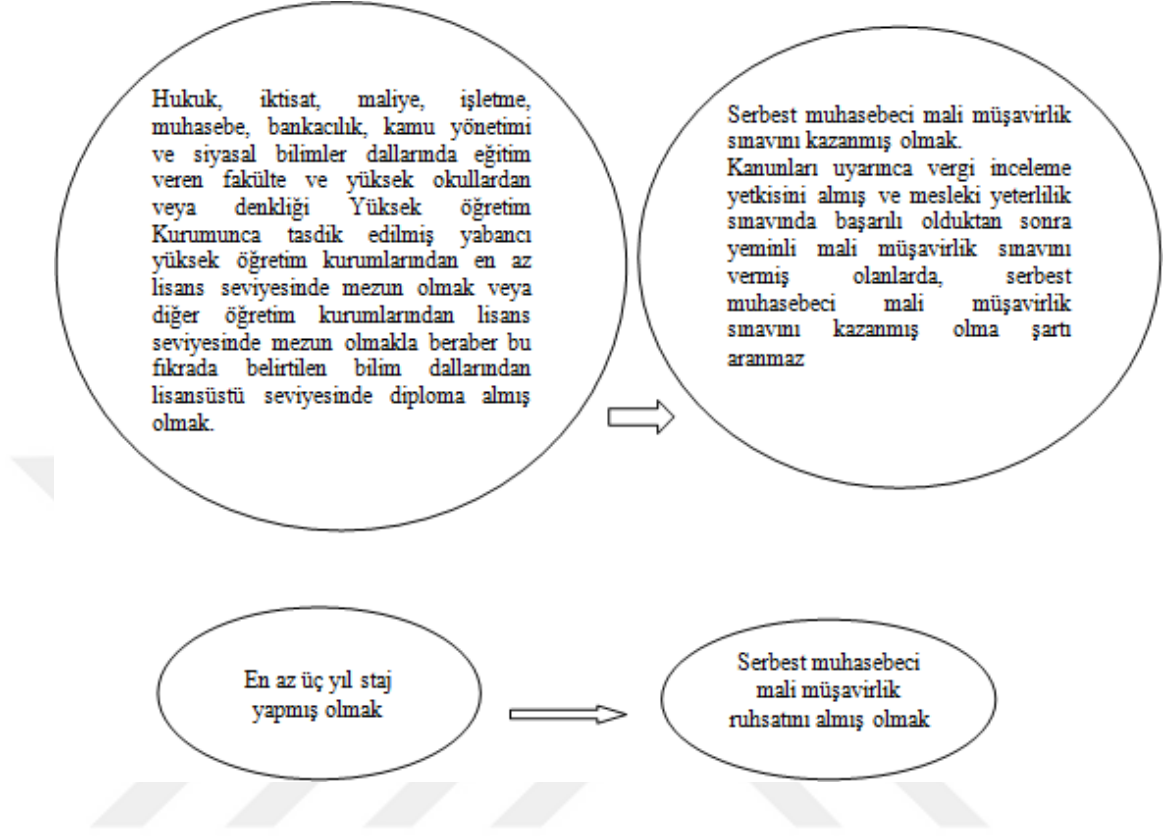 Hukuk, iktisat, maliye, işletme,
muhasebe, bankacılık, kamu yönetimi
ve siyasal bilimler dallarında eğitim
veren fakülte ve yüksek okullardan
veya denkliği Yüksek öğretim
Kurumunca tasdik edilmiş yabancı
yüksek öğretim kurumlarından en az
lisans seviyesinde mezun olmak veya
diğer öğretim kurumlarından lisans
seviyesinde mezun olmakla beraber bu
fıkrada belirtilen bilim dallarından
lisansüstü seviyesinde diploma almış
olmak.
Serbest muhasebeci mali müşavirlik
sınavını kazanmış olmak.
Kanunları uyarınca vergi inceleme
yetkisini almış ve mesleki yeterlilik
sınavında başarılı olduktan sonra
yeminli mali müşavirlik sınavını
vermiş olanlarda, serbest
muhasebeci mali müşavirlik
sınavını kazanmış olma şartı
aranmaz
En az üç yıl staj
yapmış olmak
Serbest muhasebeci
mali müşavirlik
ruhsatını almış olmak